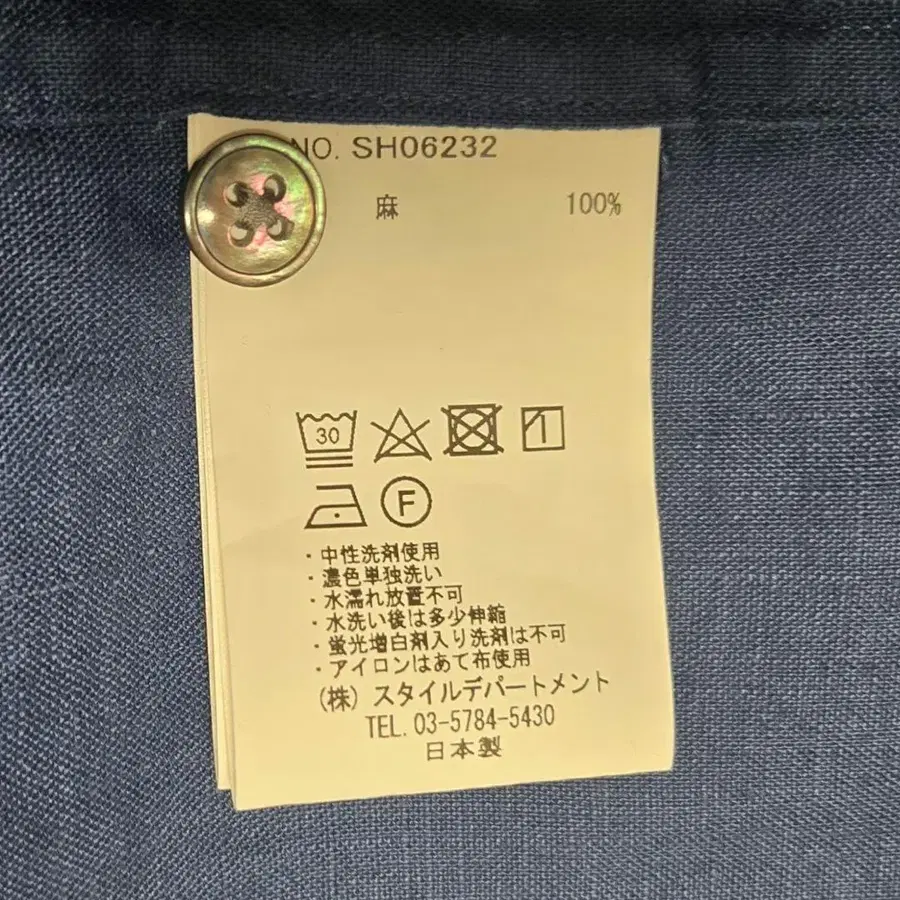 NO. SH06232
麻 100%
30
F
・中性洗剤使用
・濃色単独洗い
・水濡れ放置不可
・水洗い後は多少伸縮
・蛍光増白剤入り洗剤は不可
・アイロンはあて布使用
(株) スタイルデパートメント
TEL. 03-5784-5430
日本製